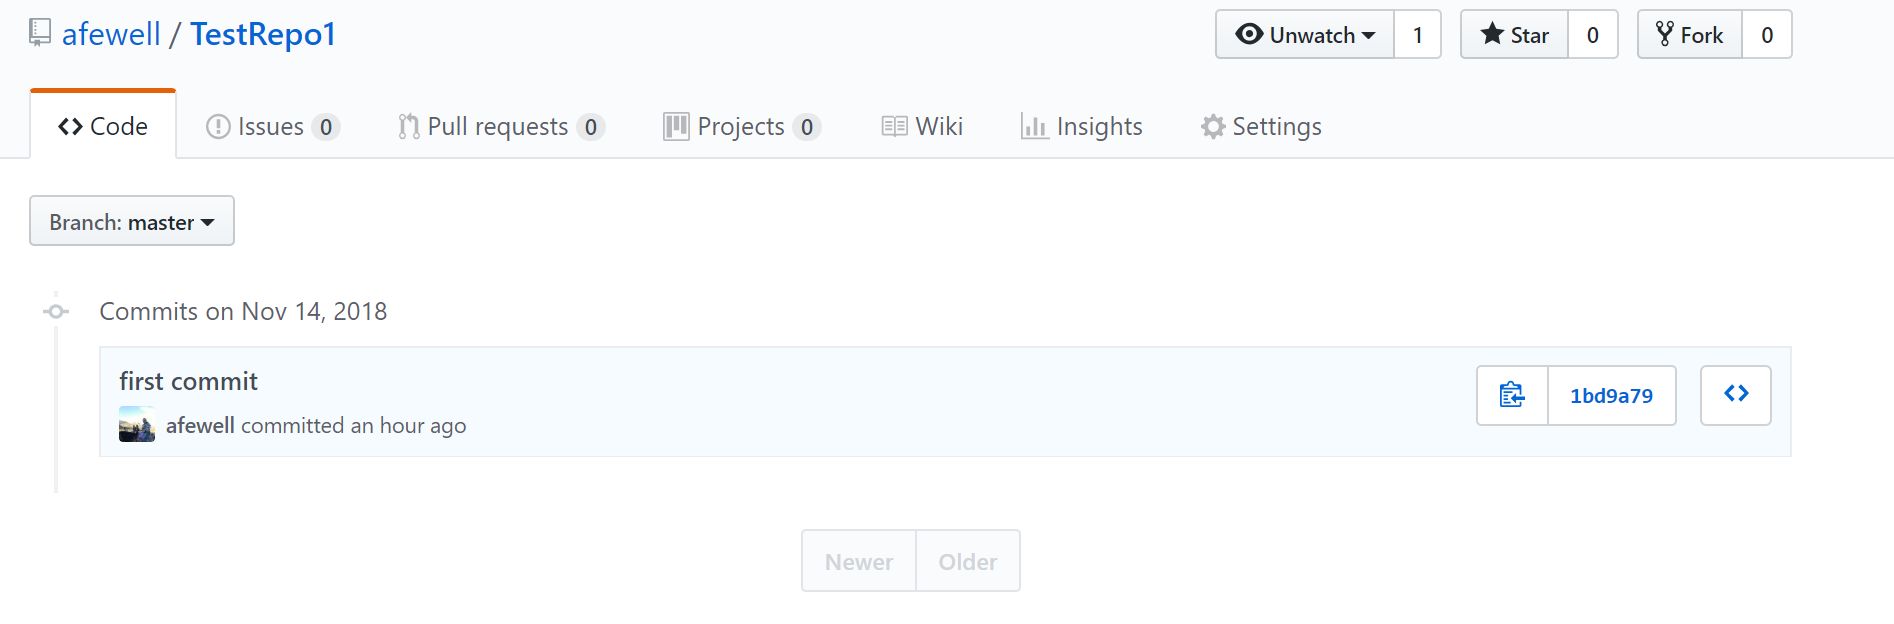 afewell / TestRepo1
Unwatch 1 Star 0 Fork 0
Code Issues 0 Pull requests 0 Projects 0 Wiki Insights Settings
Branch: master
Commits on Nov 14, 2018
first commit
afewell committed an hour ago
1bd9a79
Newer Older